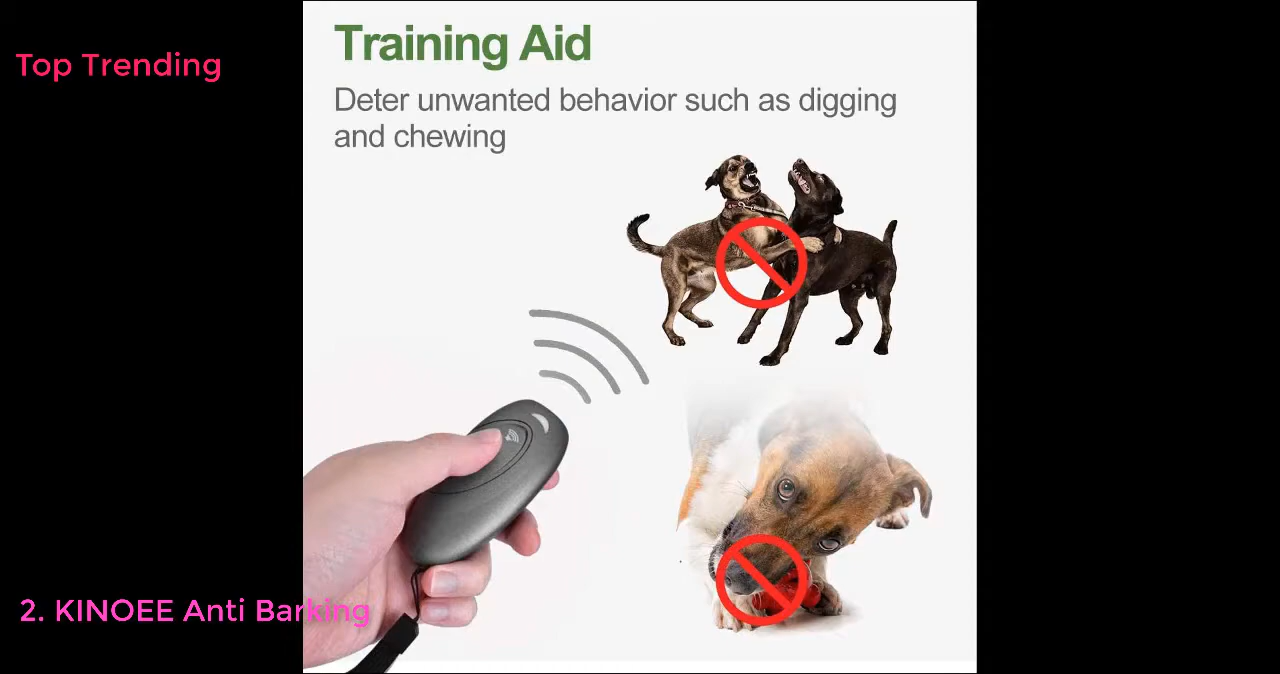 Training Aid
Top Trending
Deter unwanted behavior such as digging
and chewing
2. KINOEE Anti Barking